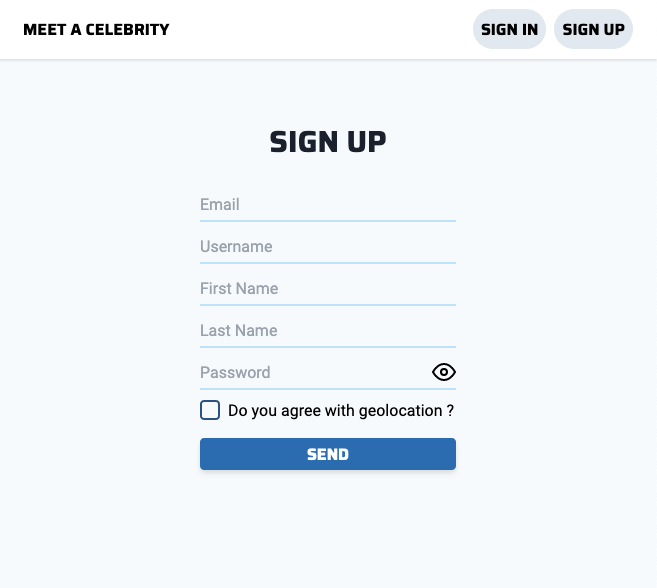 MEET A CELEBRITY
SIGN IN
SIGN UP
SIGN UP
Email
Username
First Name
Last Name
Password
Do you agree with geolocation ?
SEND